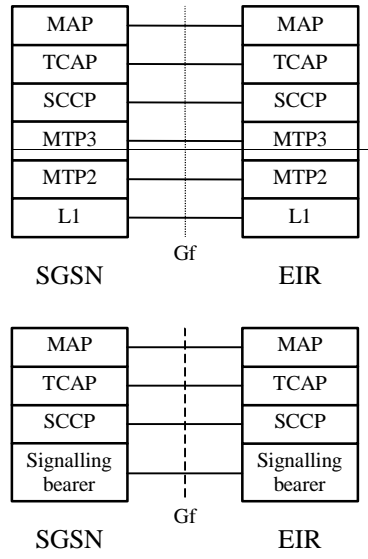 MAP MAP
TCAP TCAP
SCCP SCCP
MTP3 MTP3
MTP2 MTP2
L1 L1
Gf
SGSN EIR
MAP MAP
TCAP TCAP
SCCP SCCP
Signalling Signalling
bearer bearer
Gf
SGSN EIR